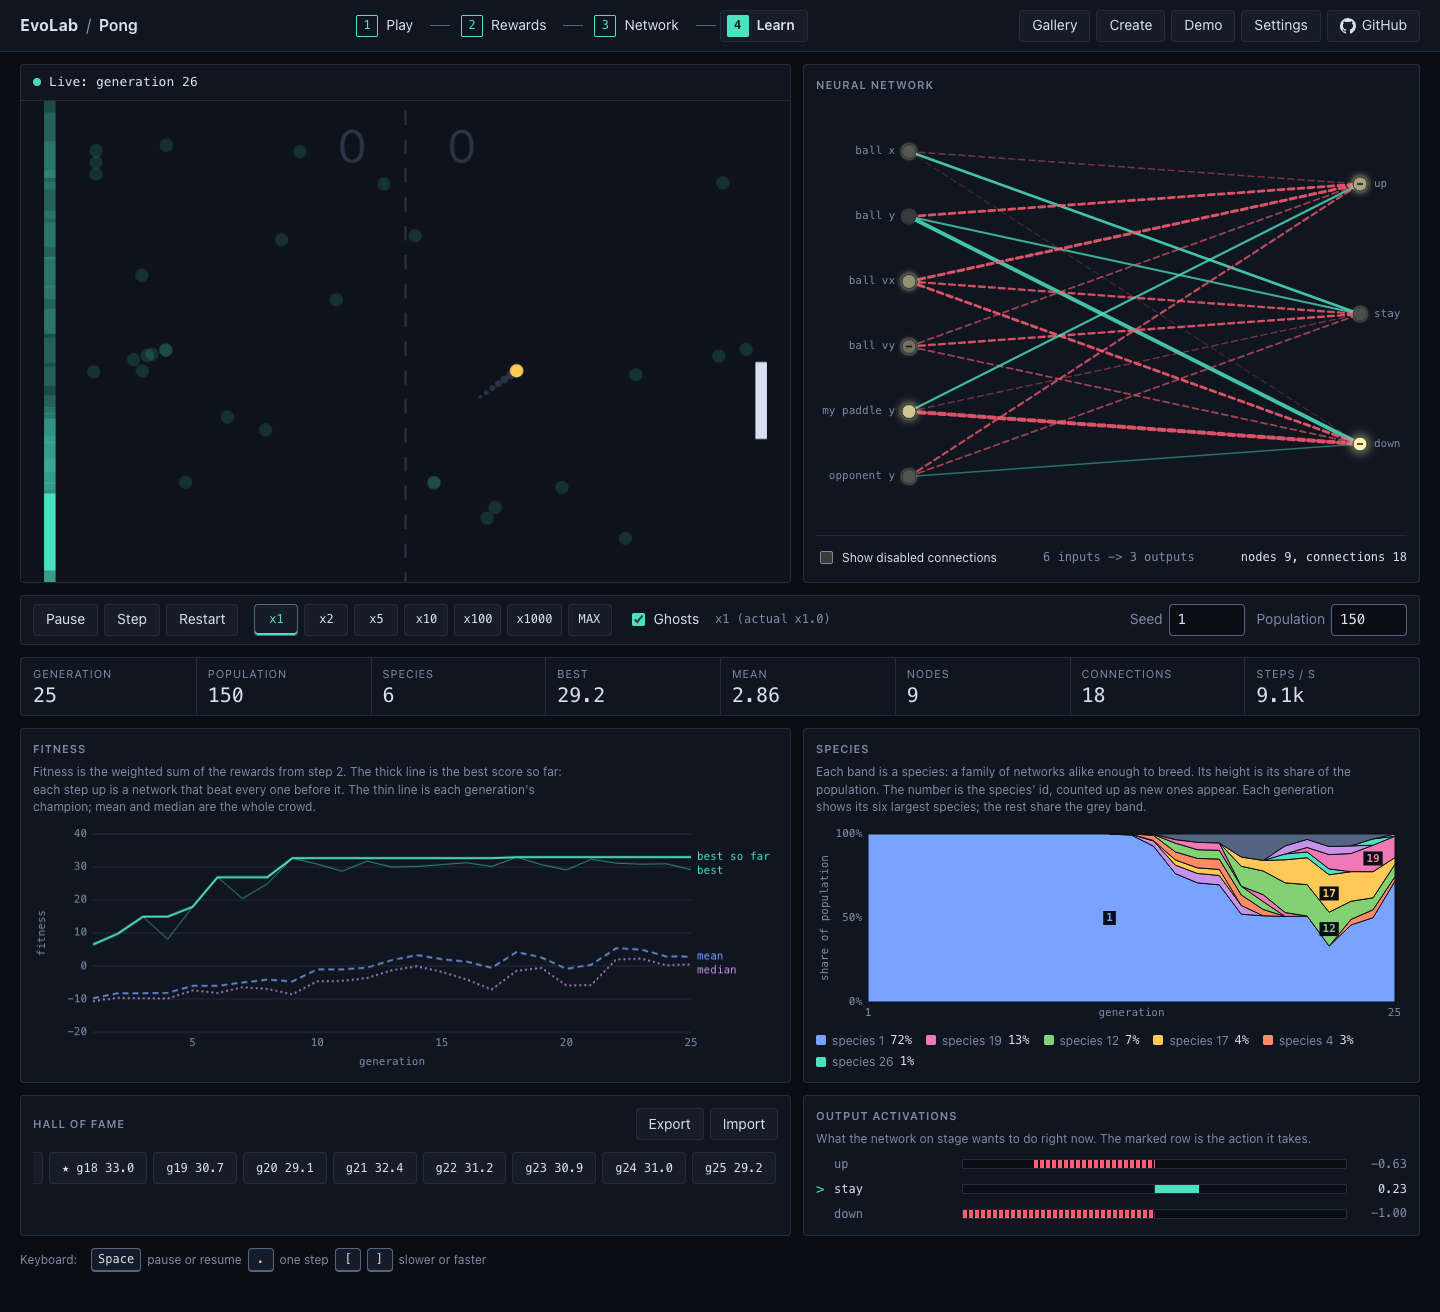 EvoLab / Pong
1 Play
2 Rewards
3 Network
4 Learn
Gallery
Create
Demo
Settings
GitHub
Live: generation 26
0 0
NEURAL NETWORK
ball x
ball y
ball vx
ball vy
my paddle y
opponent y
up
stay
down
Show disabled connections
6 inputs -> 3 outputs
nodes 9, connections 18
Pause
Step
Restart
x1
x2
x5
x10
x100
x1000
MAX
Ghosts
x1 (actual x1.0)
Seed 1
Population 150
GENERATION
25
POPULATION
150
SPECIES
6
BEST
29.2
MEAN
2.86
NODES
9
CONNECTIONS
18
STEPS / S
9.1k
FITNESS
Fitness is the weighted sum of the rewards from step 2. The thick line is the best score so far:
each step up is a network that beat every one before it. The thin line is each generation's
champion; mean and median are the whole crowd.
40
30
20
10
0
−10
−20
fitness
best so far
best
mean
median
5 10 15 20 25
generation
SPECIES
Each band is a species: a family of networks alike enough to breed. Its height is its share of the
population. The number is the species' id, counted up as new ones appear. Each generation
shows its six largest species; the rest share the grey band.
100%
50%
0%
share of population
1
19
17
12
1 generation 25
species 1 72% species 19 13% species 12 7% species 17 4% species 4 3%
species 26 1%
HALL OF FAME
Export
Import
★ g18 33.0
g19 30.7
g20 29.1
g21 32.4
g22 31.2
g23 30.9
g24 31.0
g25 29.2
OUTPUT ACTIVATIONS
What the network on stage wants to do right now. The marked row is the action it takes.
up −0.63
> stay 0.23
down −1.00
Keyboard: Space pause or resume . one step [ ] slower or faster